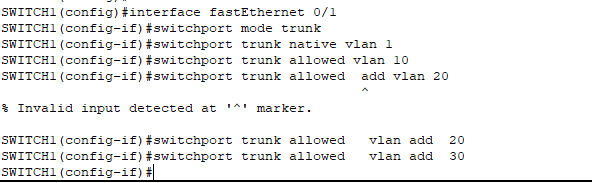 SWITCH1(config)#interface fastEthernet 0/1
SWITCH1(config-if)#switchport mode trunk
SWITCH1(config-if)#switchport trunk native vlan 1
SWITCH1(config-if)#switchport trunk allowed vlan 10
SWITCH1(config-if)#switchport trunk allowed  add vlan 20
                                             ^
% Invalid input detected at '^' marker.

SWITCH1(config-if)#switchport trunk allowed   vlan add  20
SWITCH1(config-if)#switchport trunk allowed   vlan add  30
SWITCH1(config-if)#